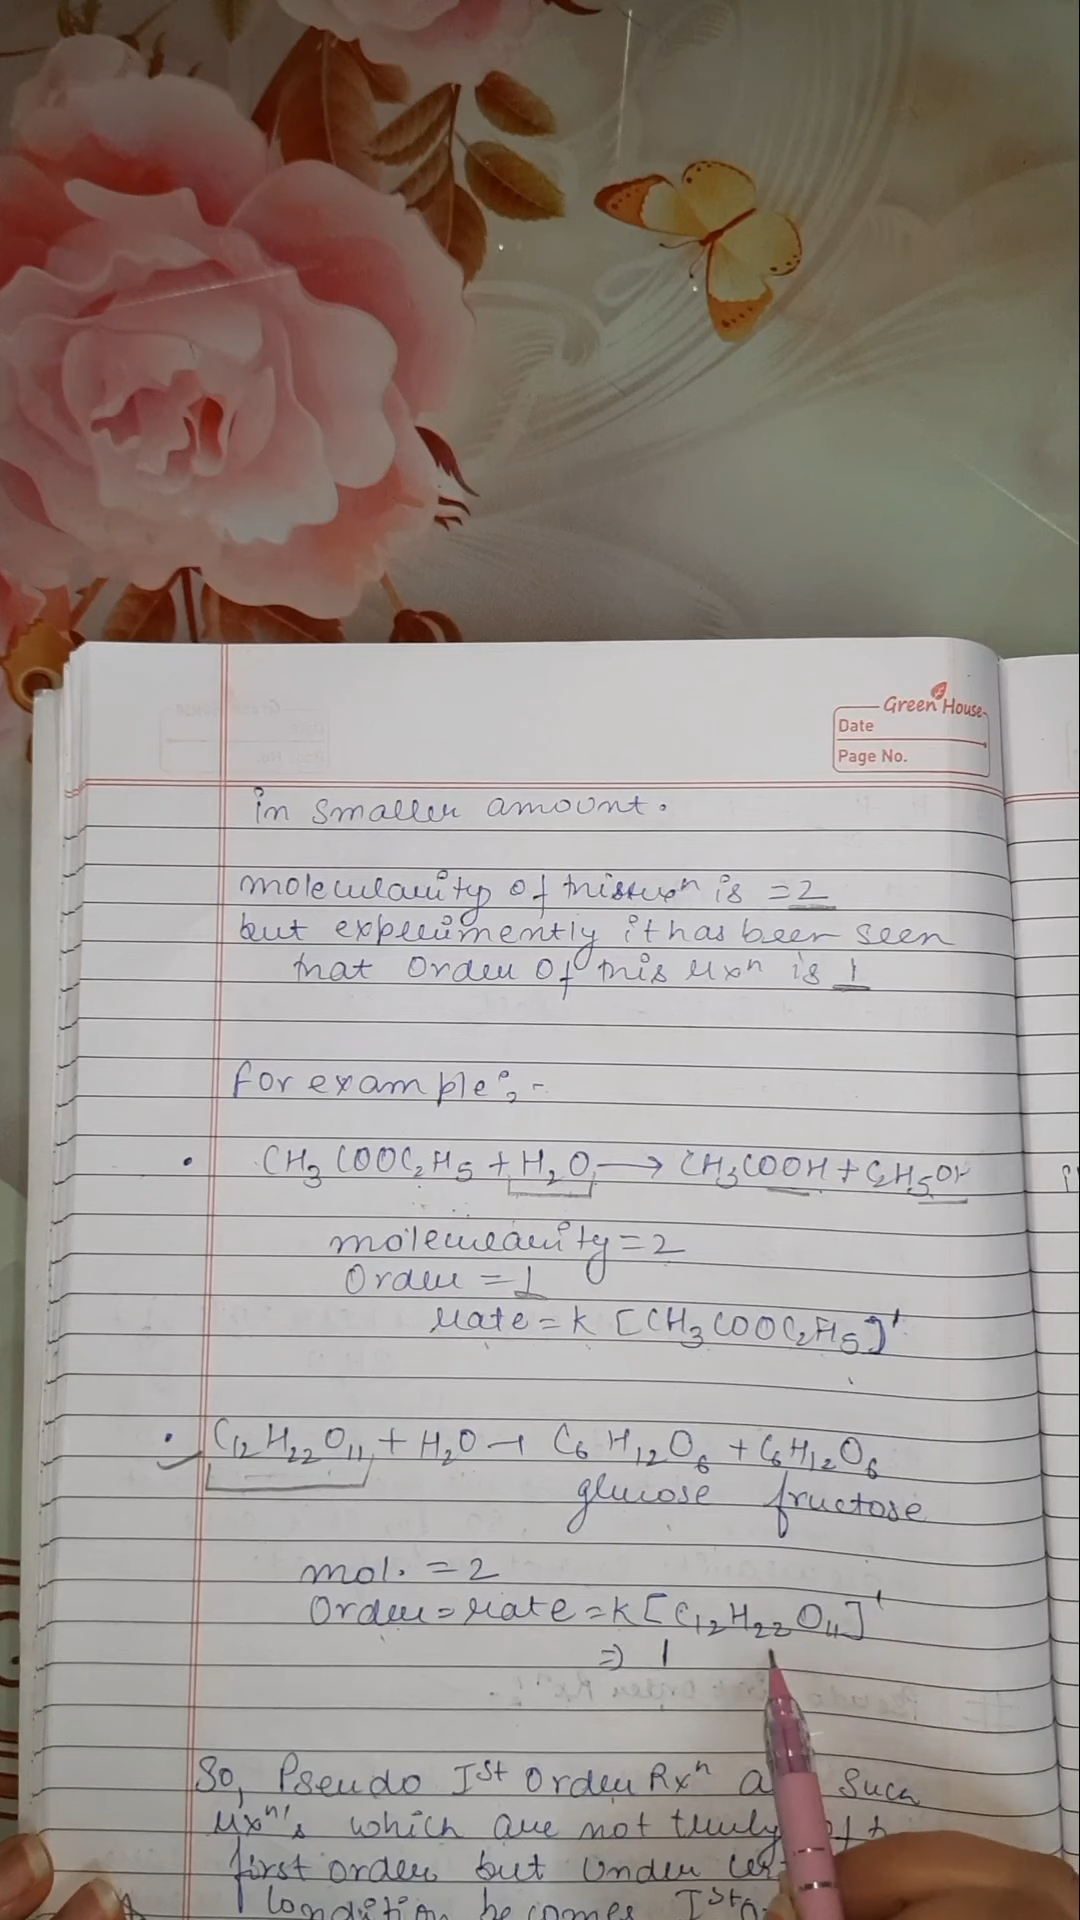 Green House
Date
Page No.
in smaller amount.
molecularity of this rxⁿ is = 2
but experimently it has been seen
that order of this rxⁿ is 1
for example :-
• CH₃COOC₂H₅ + H₂O → CH₃COOH + C₂H₅OH
molecularity = 2
Order = 1
rate = k [CH₃COOC₂H₅]¹
• C₁₂H₂₂O₁₁ + H₂O → C₆H₁₂O₆ + C₆H₁₂O₆
glucose fructose
mol. = 2
Order = rate = k [C₁₂H₂₂O₁₁]¹
⇒ 1
So, Pseudo Iˢᵗ Order Rxⁿ such
rxⁿ's which are not truly of
first order but under
condition becomes Iˢᵗ